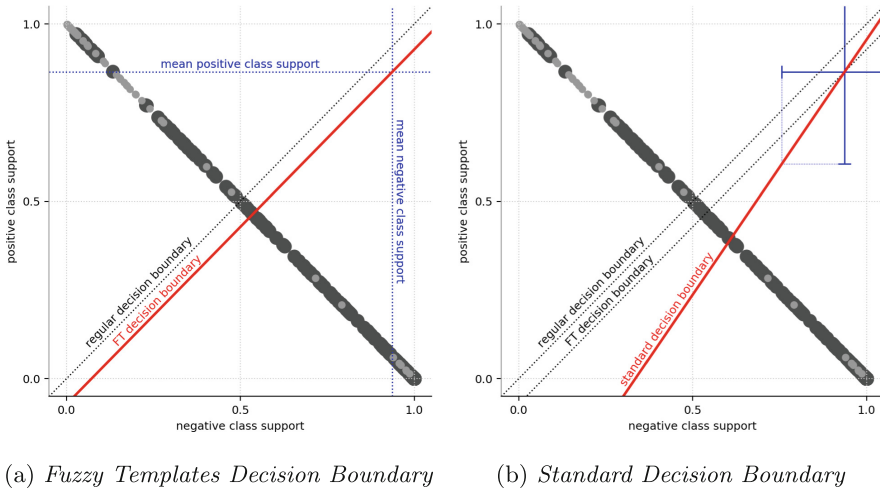 1.0
0.5
0.0
0.0
0.5
1.0
positive class support
negative class support
mean positive class support
mean negative class support
regular decision boundary
FT decision boundary
1.0
0.5
0.0
0.0
0.5
1.0
positive class support
negative class support
regular decision boundary
FT decision boundary
standard decision boundary
(a) Fuzzy Templates Decision Boundary
(b) Standard Decision Boundary